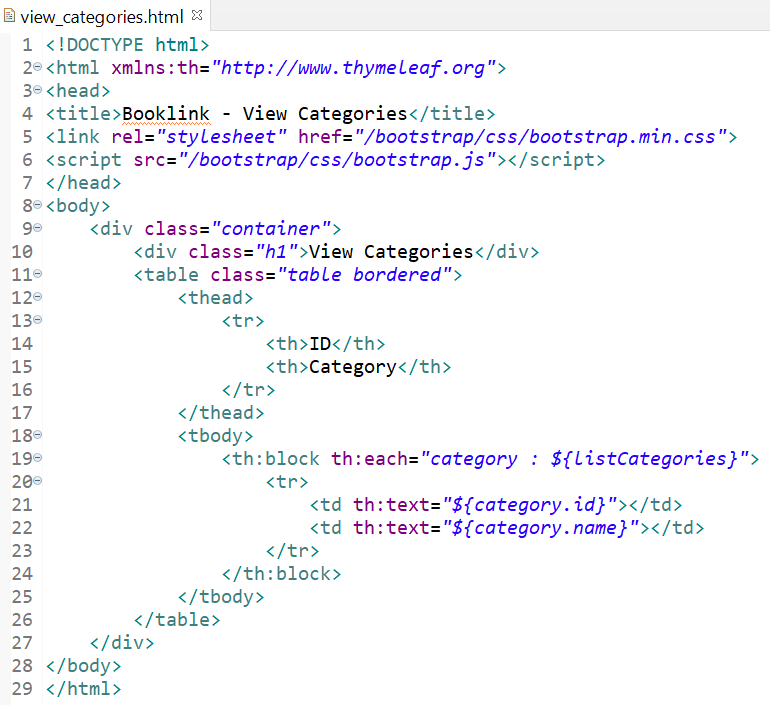 view_categories.html
1 <!DOCTYPE html>
2 <html xmlns:th="http://www.thymeleaf.org">
3 <head>
4 <title>Booklink - View Categories</title>
5 <link rel="stylesheet" href="/bootstrap/css/bootstrap.min.css">
6 <script src="/bootstrap/css/bootstrap.js"></script>
7 </head>
8 <body>
9     <div class="container">
10         <div class="h1">View Categories</div>
11         <table class="table bordered">
12             <thead>
13                 <tr>
14                     <th>ID</th>
15                     <th>Category</th>
16                 </tr>
17             </thead>
18             <tbody>
19                 <th:block th:each="category : ${listCategories}">
20                     <tr>
21                         <td th:text="${category.id}"></td>
22                         <td th:text="${category.name}"></td>
23                     </tr>
24                 </th:block>
25             </tbody>
26         </table>
27     </div>
28 </body>
29 </html>